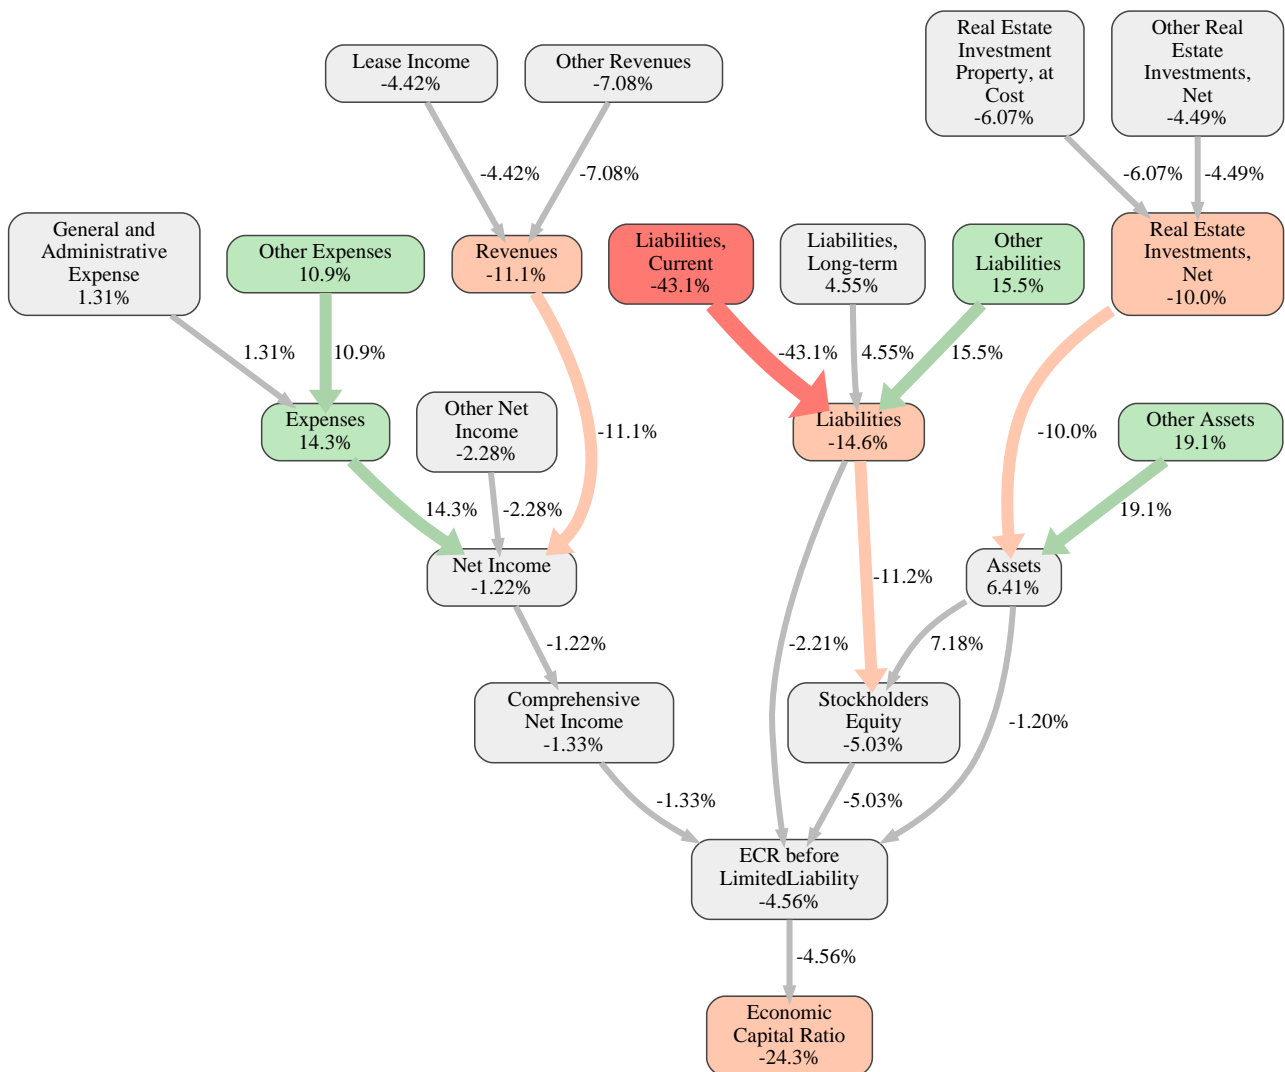 Real Estate
Investment
Property, at
Cost
-6.07%
Other Real
Estate
Investments,
Net
-4.49%
Lease Income
-4.42%
Other Revenues
-7.08%
-4.42%
-7.08%
-6.07%
-4.49%
General and
Administrative
Expense
1.31%
Other Expenses
10.9%
Revenues
-11.1%
Liabilities,
Current
-43.1%
Liabilities,
Long-term
4.55%
Other
Liabilities
15.5%
Real Estate
Investments,
Net
-10.0%
1.31%
10.9%
-43.1%
4.55%
15.5%
Expenses
14.3%
Other Net
Income
-2.28%
-11.1%
Liabilities
-14.6%
-10.0%
Other Assets
19.1%
14.3%
-2.28%
19.1%
Net Income
-1.22%
-11.2%
Assets
6.41%
-1.22%
-2.21%
7.18%
Comprehensive
Net Income
-1.33%
Stockholders
Equity
-5.03%
-1.20%
-1.33%
-5.03%
ECR before
LimitedLiability
-4.56%
-4.56%
Economic
Capital Ratio
-24.3%